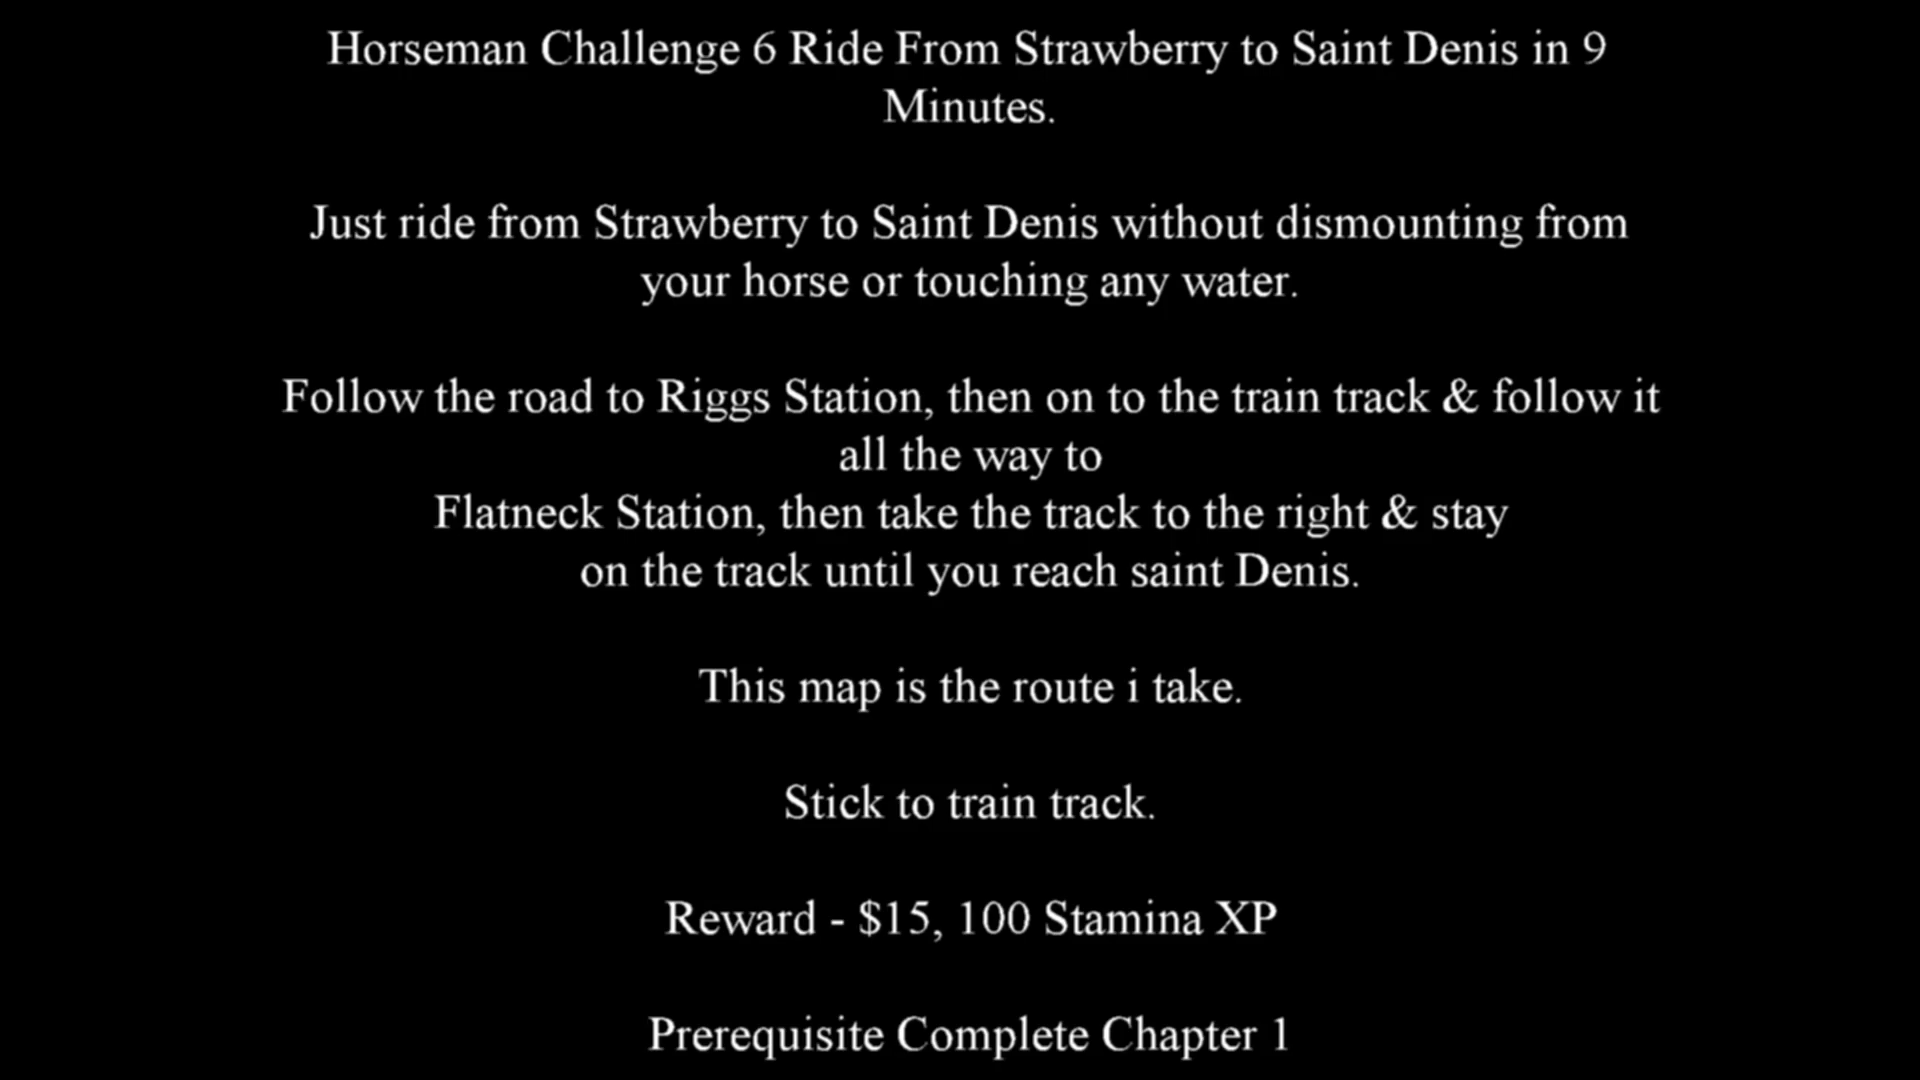 Horseman Challenge 6 Ride From Strawberry to Saint Denis in 9
Minutes.
Just ride from Strawberry to Saint Denis without dismounting from
your horse or touching any water.
Follow the road to Riggs Station, then on to the train track & follow it
all the way to
Flatneck Station, then take the track to the right & stay
on the track until you reach saint Denis.
This map is the route i take.
Stick to train track.
Reward - $15, 100 Stamina XP
Prerequisite Complete Chapter 1